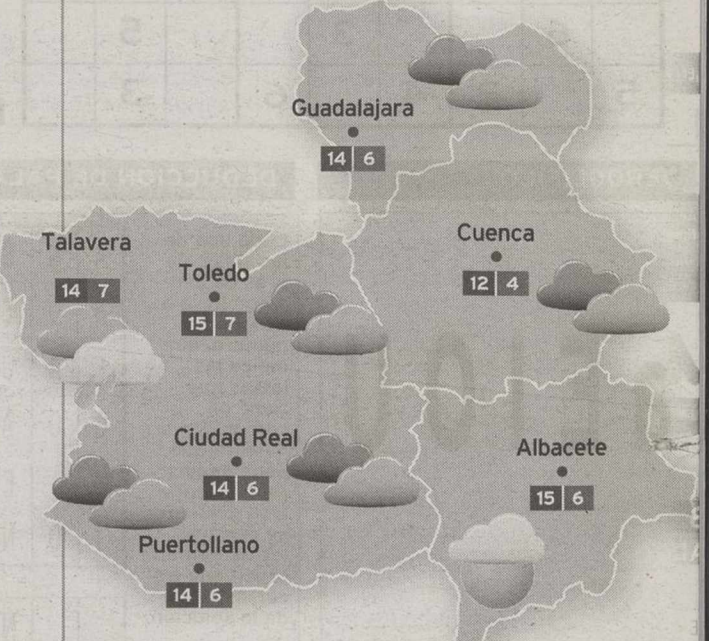 Guadalajara
14 6
Talavera
14 7
Toledo
15 7
Cuenca
12 4
Ciudad Real
14 6
Albacete
15 6
Puertollano
14 6